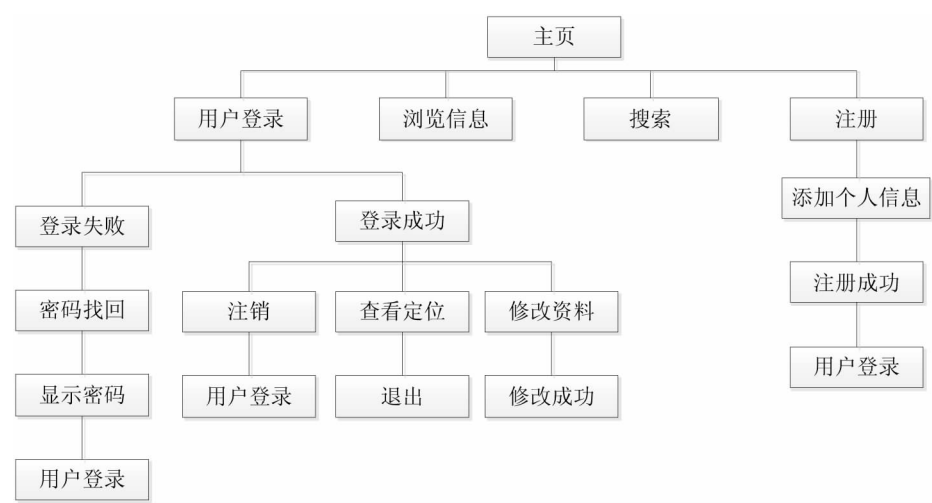 主页
用户登录
浏览信息
搜索
注册
添加个人信息
登录失败
登录成功
注册成功
密码找回
注销
查看定位
修改资料
用户登录
显示密码
用户登录
退出
修改成功
用户登录